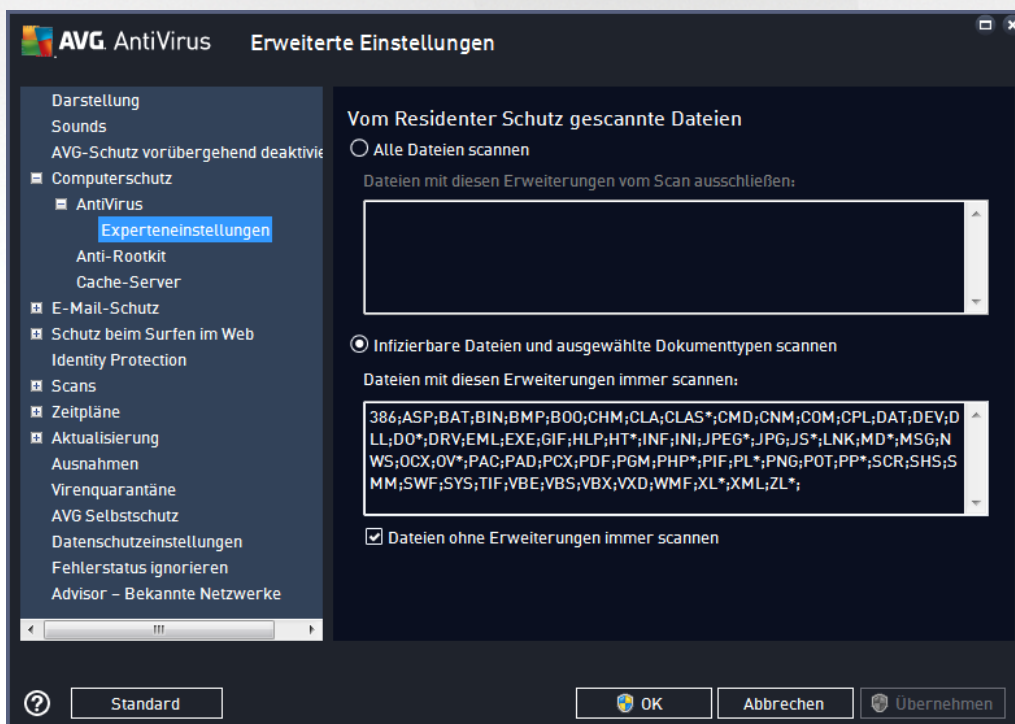 AVG AntiVirus Erweiterte Einstellungen
Darstellung
Sounds
AVG-Schutz vorübergehend deaktivie
Computerschutz
AntiVirus
Experteneinstellungen
Anti-Rootkit
Cache-Server
E-Mail-Schutz
Schutz beim Surfen im Web
Identity Protection
Scans
Zeitpläne
Aktualisierung
Ausnahmen
Virenquarantäne
AVG Selbstschutz
Datenschutzeinstellungen
Fehlerstatus ignorieren
Advisor – Bekannte Netzwerke
Vom Residenter Schutz gescannte Dateien
Alle Dateien scannen
Dateien mit diesen Erweiterungen vom Scan ausschließen:
Infizierbare Dateien und ausgewählte Dokumenttypen scannen
Dateien mit diesen Erweiterungen immer scannen:
386;ASP;BAT;BIN;BMP;BOO;CHM;CLA;CLAS*;CMD;CNM;COM;CPL;DAT;DEV;D
LL;DO*;DRV;EML;EXE;GIF;HLP;HT*;INF;INI;JPEG*;JPG;JS*;LNK;MD*;MSG;N
WS;OCX;OV*;PAC;PAD;PCX;PDF;PGM;PHP*;PIF;PL*;PNG;POT;PP*;SCR;SHS;S
MM;SWF;SYS;TIF;VBE;VBS;VBX;VXD;WMF;XL*;XML;ZL*;
Dateien ohne Erweiterungen immer scannen
Standard
OK
Abbrechen
Übernehmen